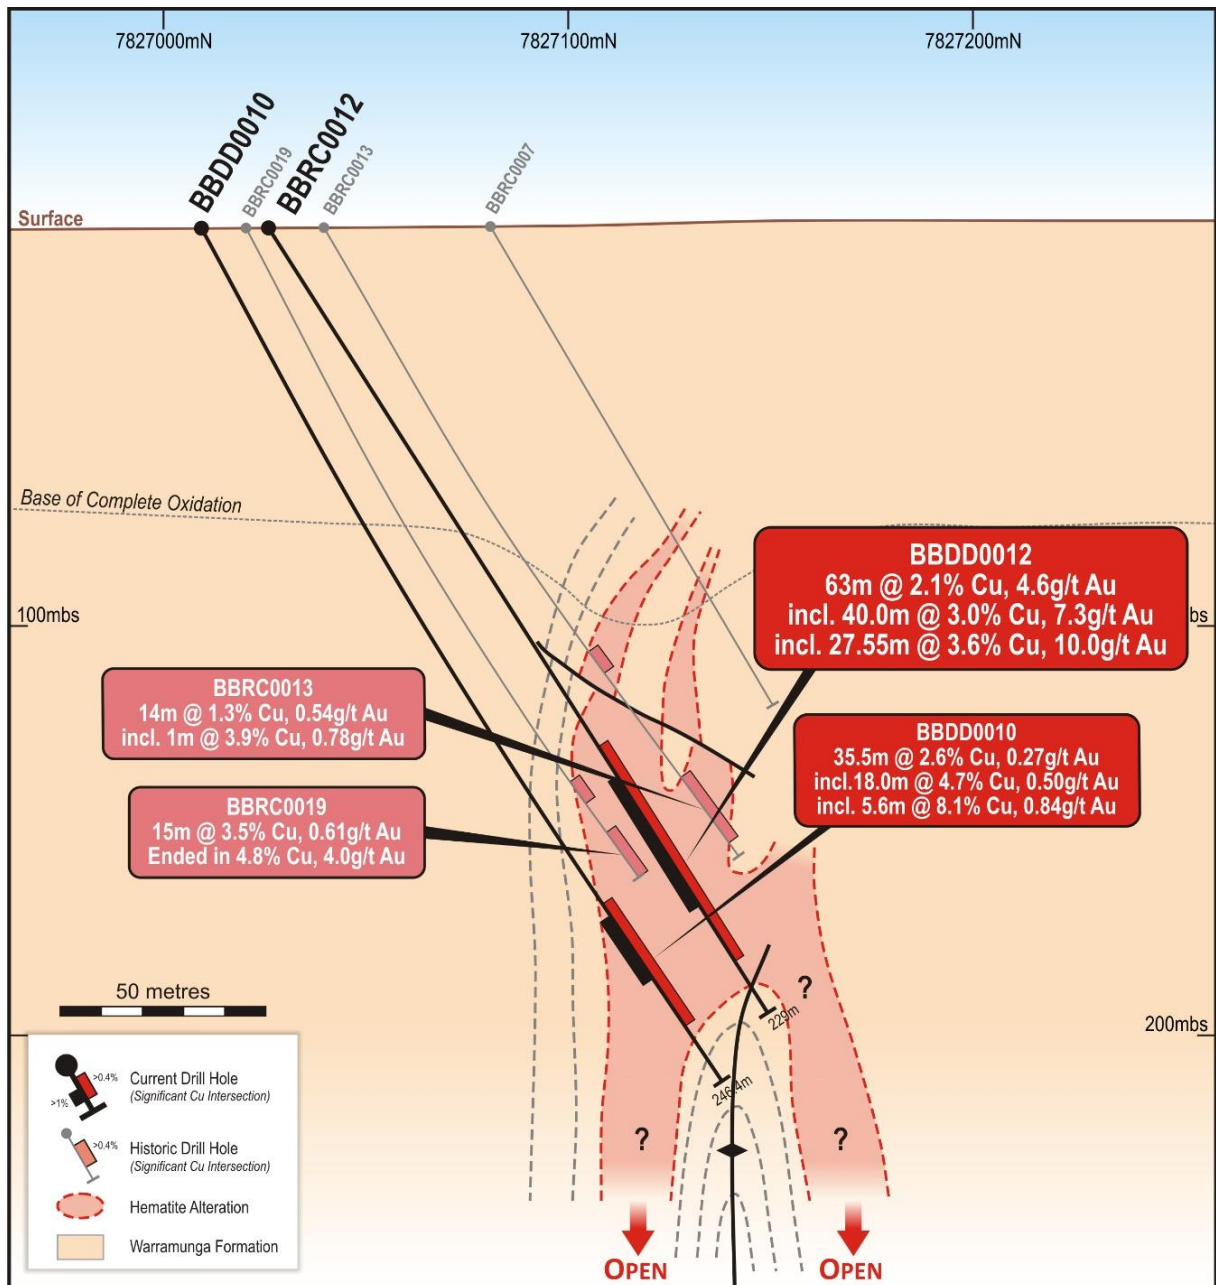 7827000mN
7827100mN
7827200mN
BBDD0010
BBRC0019
BBRC0012
BBRC0013
BBRC0007
Surface
Base of Complete Oxidation
100mbs
bs
BBDD0012
63m @ 2.1% Cu, 4.6g/t Au
incl. 40.0m @ 3.0% Cu, 7.3g/t Au
incl. 27.55m @ 3.6% Cu, 10.0g/t Au
BBRC0013
14m @ 1.3% Cu, 0.54g/t Au
incl. 1m @ 3.9% Cu, 0.78g/t Au
BBDD0010
35.5m @ 2.6% Cu, 0.27g/t Au
incl.18.0m @ 4.7% Cu, 0.50g/t Au
incl. 5.6m @ 8.1% Cu, 0.84g/t Au
BBRC0019
15m @ 3.5% Cu, 0.61g/t Au
Ended in 4.8% Cu, 4.0g/t Au
?
229m
50 metres
200mbs
246.4m
>0.4%
>1%
Current Drill Hole
(Significant Cu Intersection)
>0.4%
Historic Drill Hole
(Significant Cu Intersection)
Hematite Alteration
Warramunga Formation
?
?
OPEN
OPEN